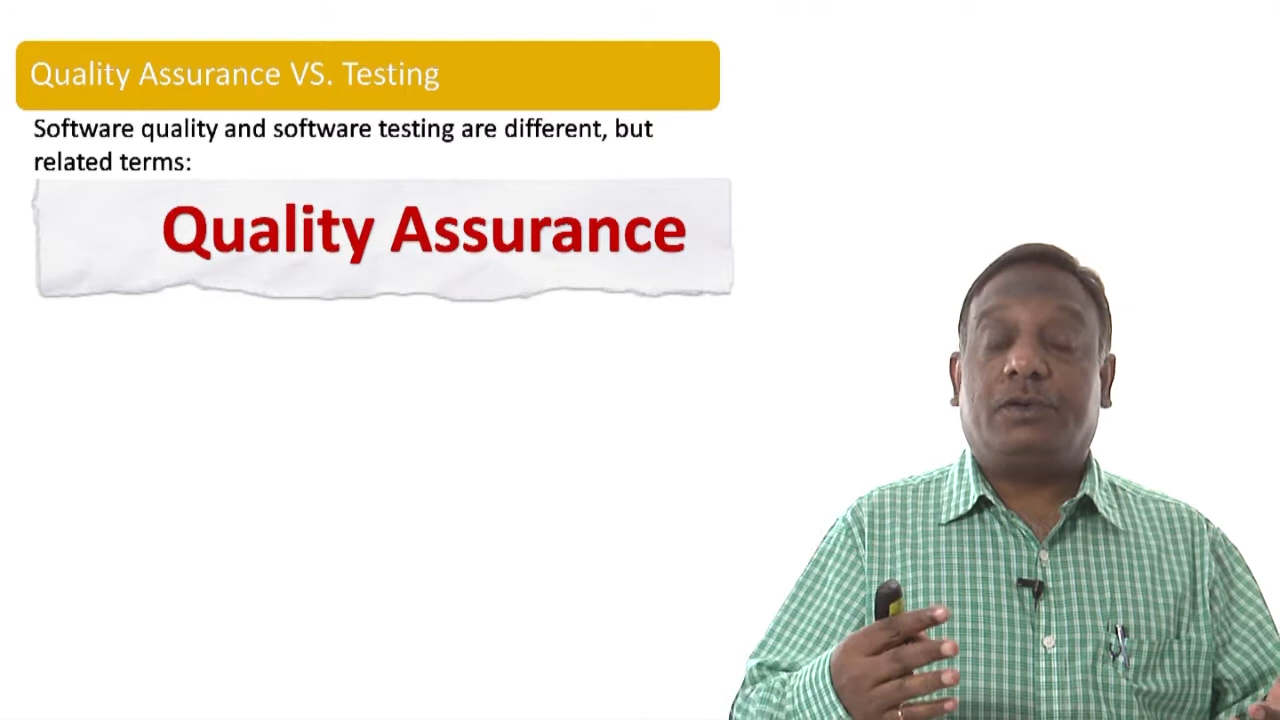 Quality Assurance VS. Testing
Software quality and software testing are different, but
related terms:
Quality Assurance